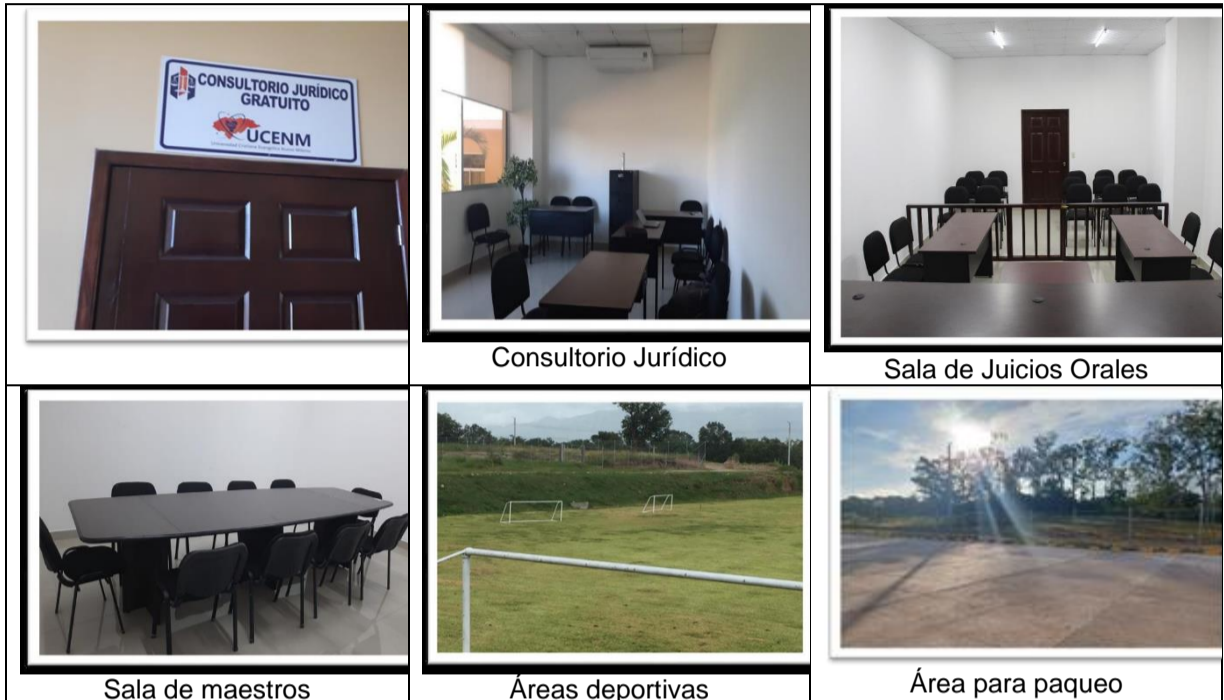 CONSULTORIO JURÍDICO
GRATUITO
UCENM
Consultorio Jurídico
Sala de Juicios Orales
Sala de maestros
Áreas deportivas
Área para paqueo